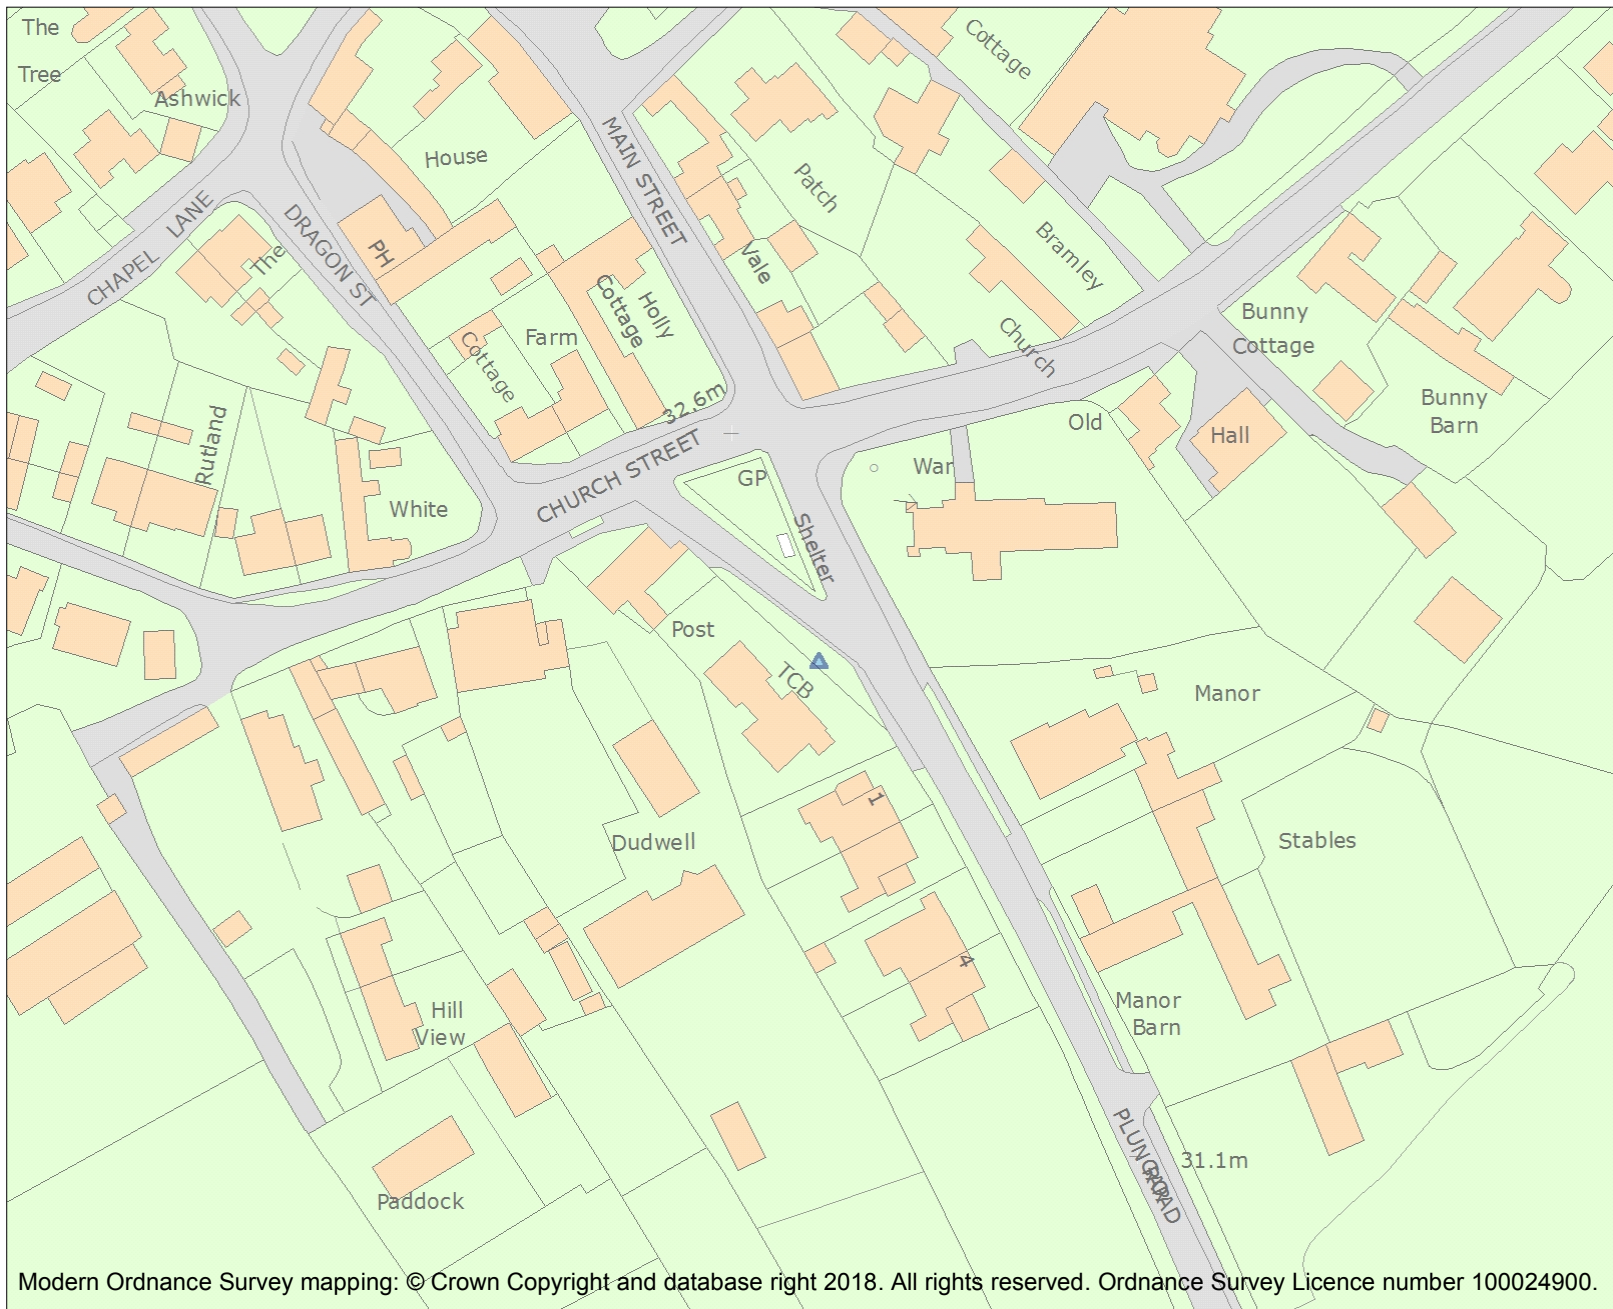 The
Tree
Ashwick
House
Cottage
MAIN STREET
Patch
CHAPEL LANE
The
DRAGON ST
PH
Vale
Bramley
Cottage
Holly
Farm
Cottage
Church
Bunny
Cottage
Bunny
Barn
32.6m
Rutland
White
CHURCH STREET
GP
War
Old
Hall
Shelter
Post
TCB
Manor
1
Dudwell
Stables
4
Hill
View
Manor
Barn
31.1m
ROAD
Paddock
Modern Ordnance Survey mapping: © Crown Copyright and database right 2018. All rights reserved. Ordnance Survey Licence number 100024900.